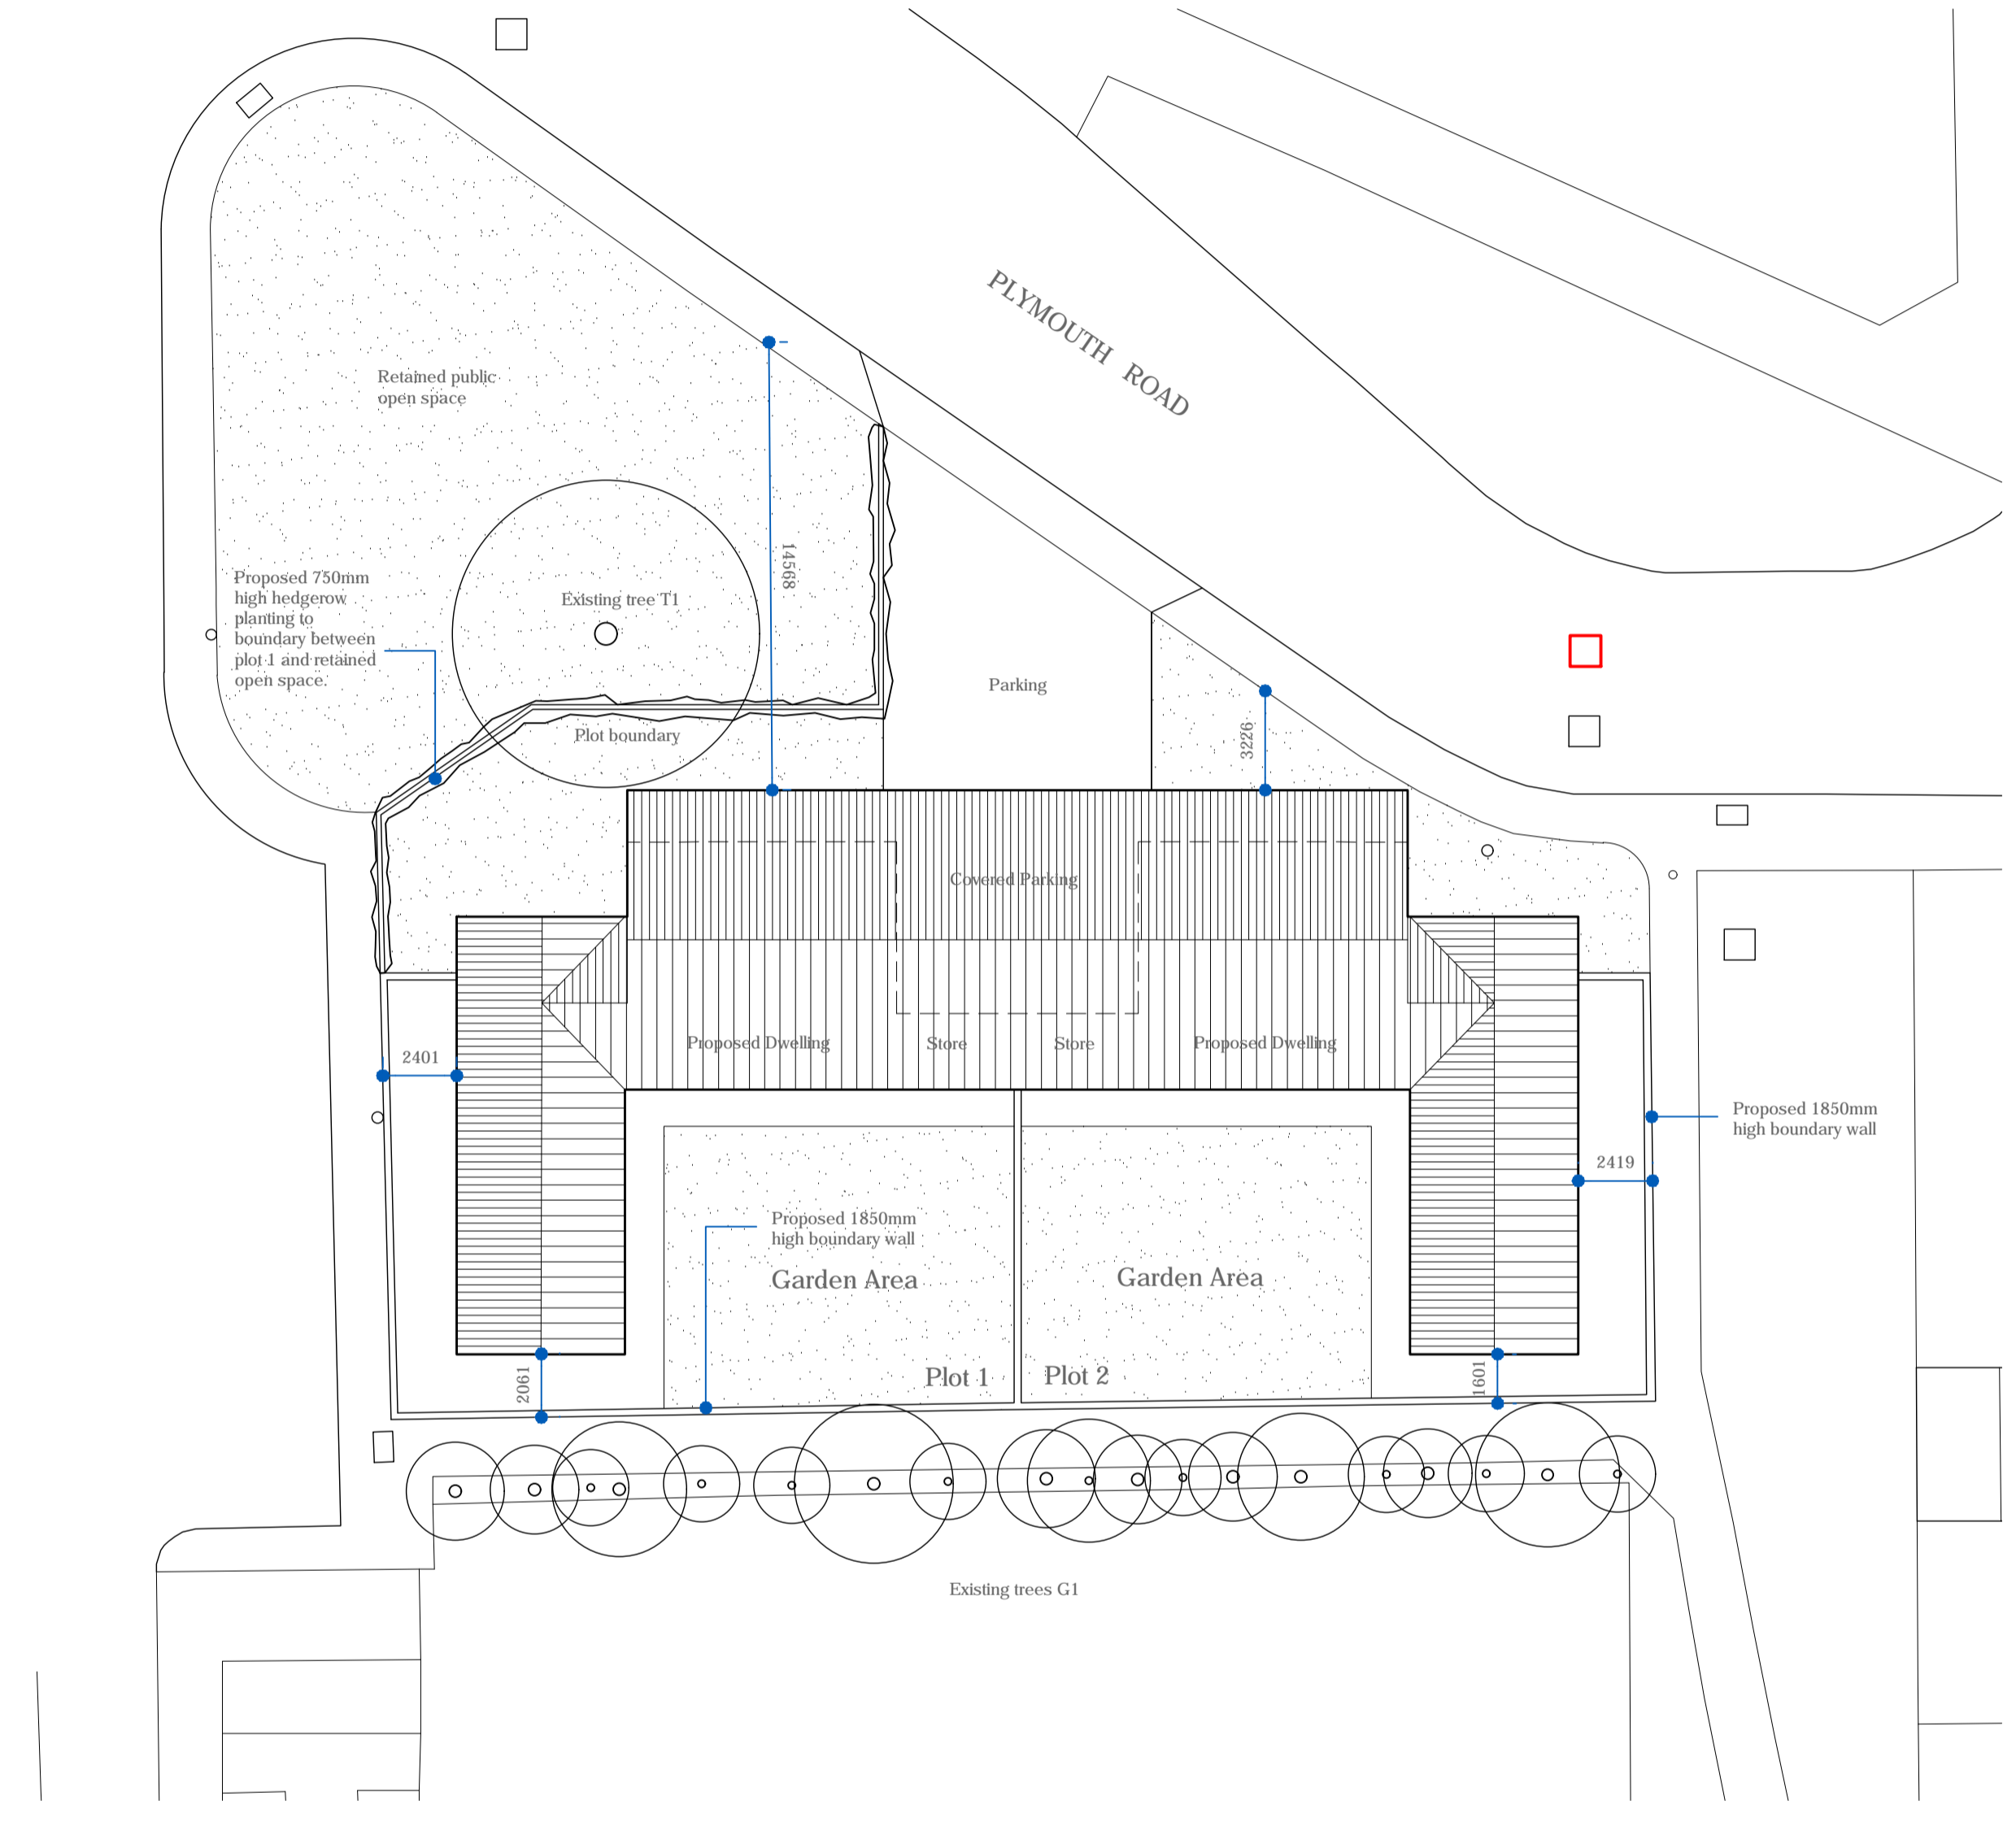 PLYMOUTH ROAD
Retained public
open space
14568
Proposed 750mm
high hedgerow
planting to
boundary between
plot 1 and retained
open space.
Existing tree T1
Parking
Plot boundary
3226
Covered Parking
Proposed Dwelling
Store
Store
Proposed Dwelling
2401
Proposed 1850mm
high boundary wall
2419
Proposed 1850mm
high boundary wall
Garden Area
Garden Area
Plot 1
Plot 2
2061
1601
Existing trees G1